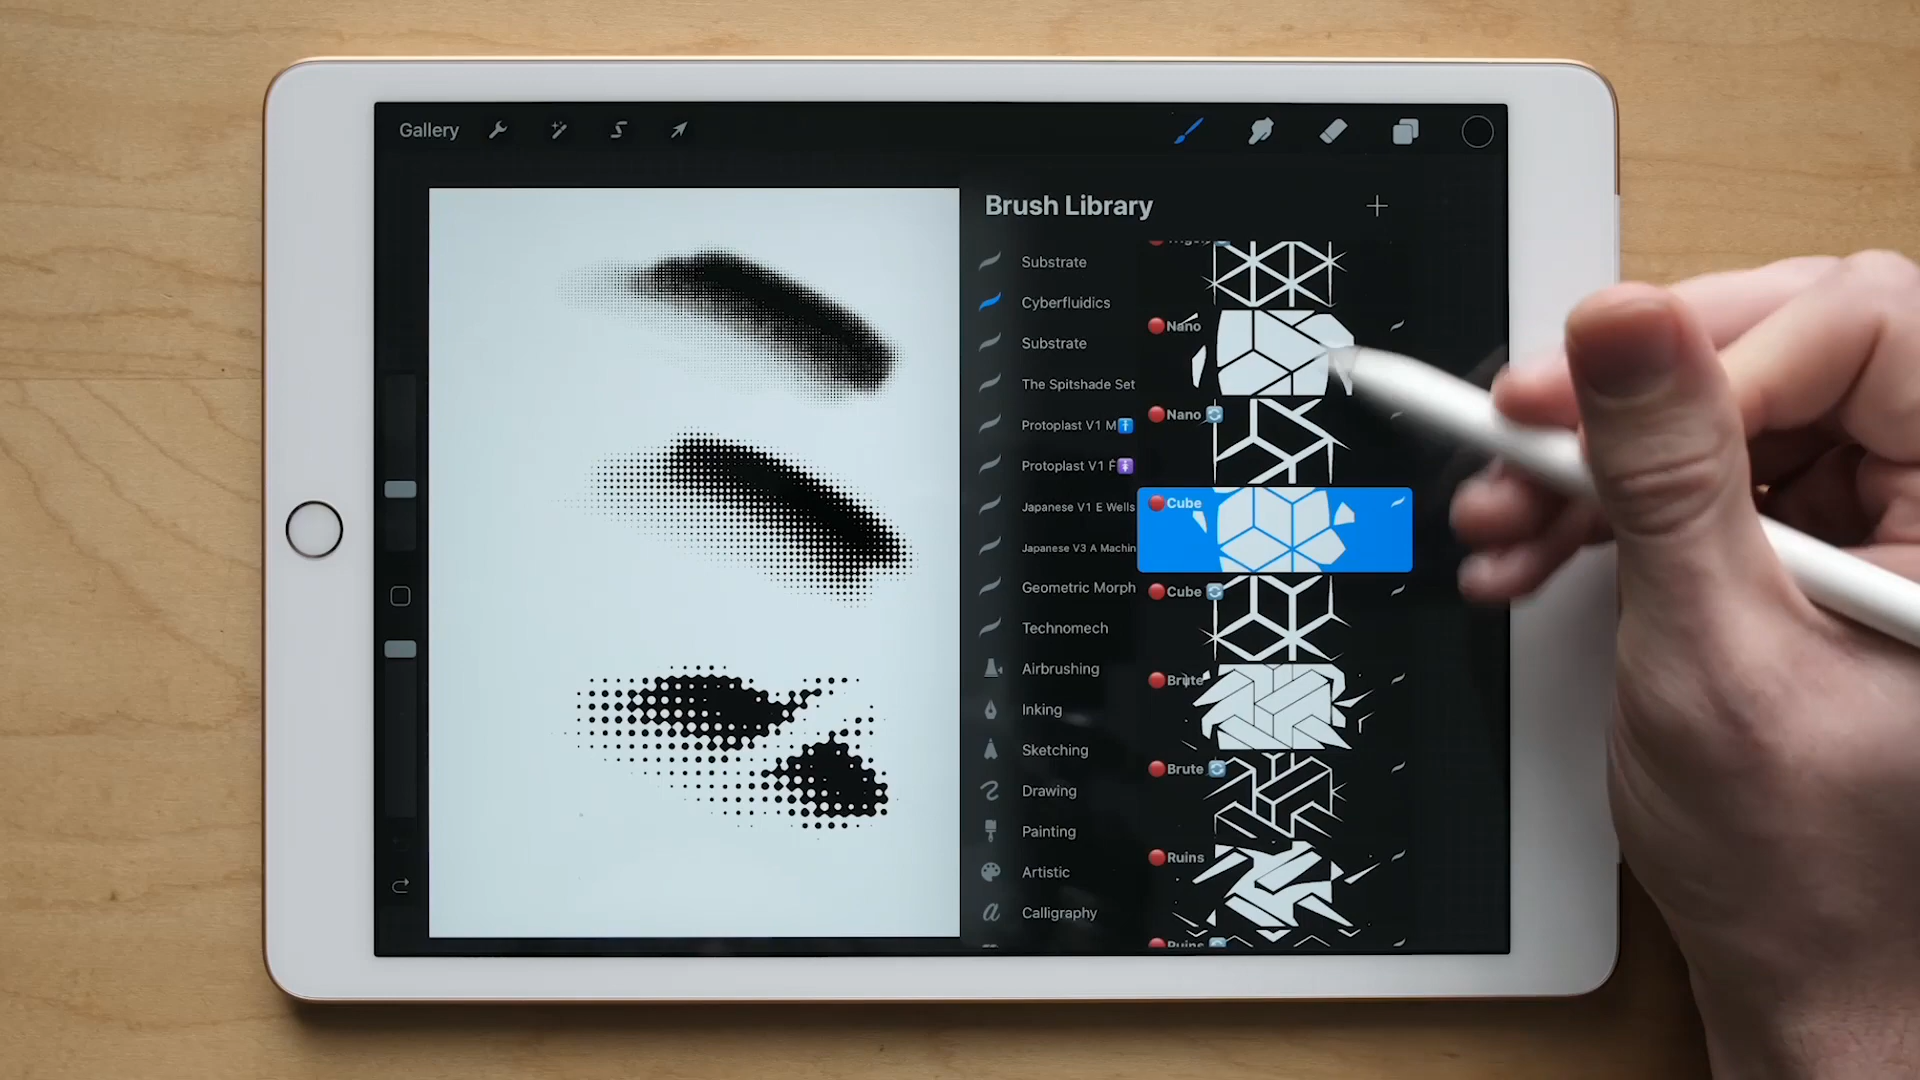 Gallery
Brush Library
Substrate
Cyberfluidics
Substrate
The Spitshade Set
Protoplast V1 M
Protoplast V1 F
Japanese V1 E Wells
Japanese V3 A Machin
Geometric Morph
Technomech
Airbrushing
Inking
Sketching
Drawing
Painting
Artistic
Calligraphy
Nano
Nano
Cube
Cube
Brute
Brute
Ruins
Ruins